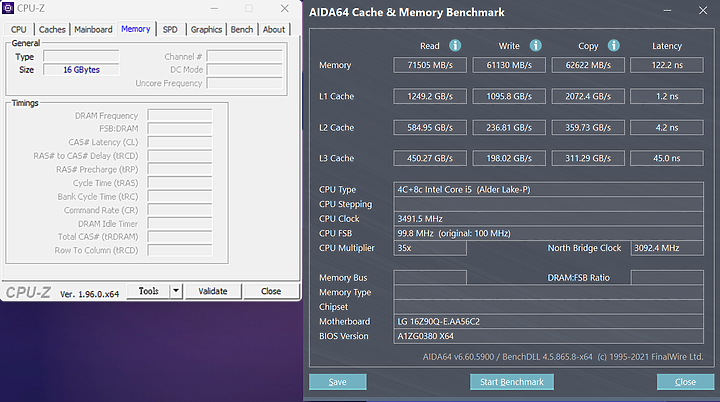 CPU-Z
CPU Caches Mainboard Memory SPD Graphics Bench About
General
Type Channel #
Size 16 GBytes DC Mode
Uncore Frequency
Timings
DRAM Frequency
FSB:DRAM
CAS# Latency (CL)
RAS# to CAS# Delay (tRCD)
RAS# Precharge (tRP)
Cycle Time (tRAS)
Bank Cycle Time (tRC)
Command Rate (CR)
DRAM Idle Timer
Total CAS# (tRDRAM)
Row To Column (tRCD)
CPU-Z Ver. 1.96.0.x64 Tools Validate Close
AIDA64 Cache & Memory Benchmark
Read Write Copy Latency
Memory 71505 MB/s 61130 MB/s 62622 MB/s 122.2 ns
L1 Cache 1249.2 GB/s 1095.8 GB/s 2072.4 GB/s 1.2 ns
L2 Cache 584.95 GB/s 236.81 GB/s 359.73 GB/s 4.2 ns
L3 Cache 450.27 GB/s 198.02 GB/s 311.29 GB/s 45.0 ns
CPU Type 4C+8c Intel Core i5 (Alder Lake-P)
CPU Stepping
CPU Clock 3491.5 MHz
CPU FSB 99.8 MHz (original: 100 MHz)
CPU Multiplier 35x North Bridge Clock 3092.4 MHz
Memory Bus DRAM:FSB Ratio
Memory Type
Chipset
Motherboard LG 16Z90Q-E.AA56C2
BIOS Version A1ZG0380 X64
AIDA64 v6.60.5900 / BenchDLL 4.5.865.8-x64 (c) 1995-2021 FinalWire Ltd.
Save Start Benchmark Close